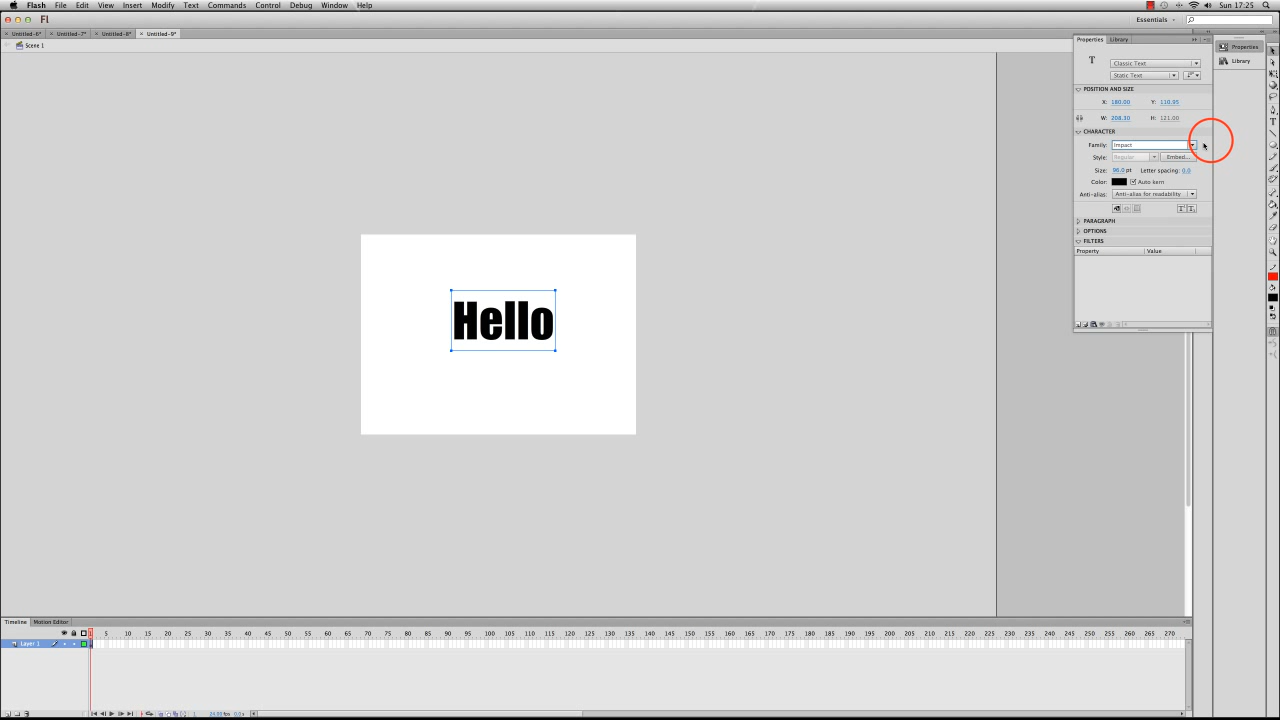 Flash File Edit View Insert Modify Text Commands Control Debug Window Help Sun 17:25
Fl Essentials
Untitled-6* Untitled-7* Untitled-8* Untitled-9*
Scene 1
Properties Library
Properties
Library
T Classic Text
Static Text
POSITION AND SIZE
X: 180.00 Y: 110.95
W: 208.30 H: 121.00
CHARACTER
Family: Impact
Style: Regular Embed...
Size: 96.0 pt Letter spacing: 0.0
Color: Auto kern
Anti-alias: Anti-alias for readability
PARAGRAPH
OPTIONS
FILTERS
Property Value
Hello
Timeline Motion Editor
1 5 10 15 20 25 30 35 40 45 50 55 60 65 70 75 80 85 90 95 100 105 110 115 120 125 130 135 140 145 150 155 160 165 170 175 180 185 190 195 200 205 210 215 220 225 230 235 240 245 250 255 260 265 270
Layer 1
1 24.00 fps 0.0 s